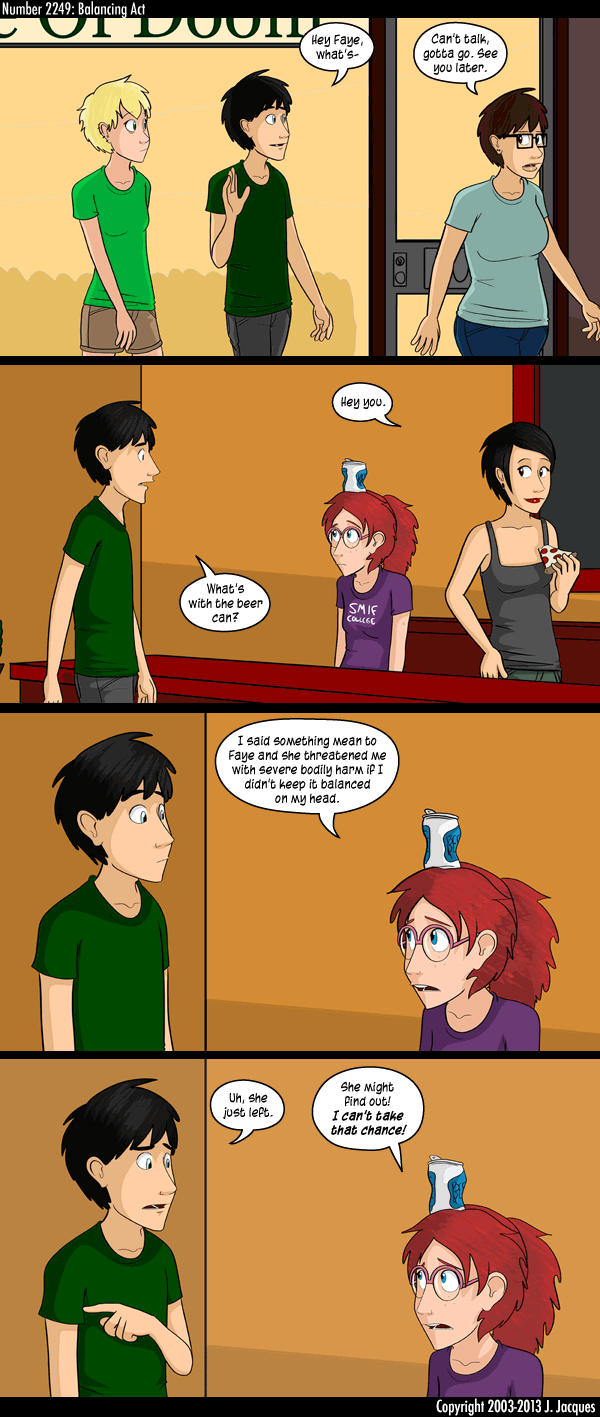 Number 2249: Balancing Act
e Of Doom
Hey Faye,
what's-
Can't talk,
gotta go. See
you later.
Hey you.
What's
with the beer
can?
SMIF
COLLEGE
I said something mean to
Faye and she threatened me
with severe bodily harm if I
didn't keep it balanced
on my head.
Uh, she
just left.
She might
find out!
I can't take
that chance!
Copyright 2003-2013 J. Jacques